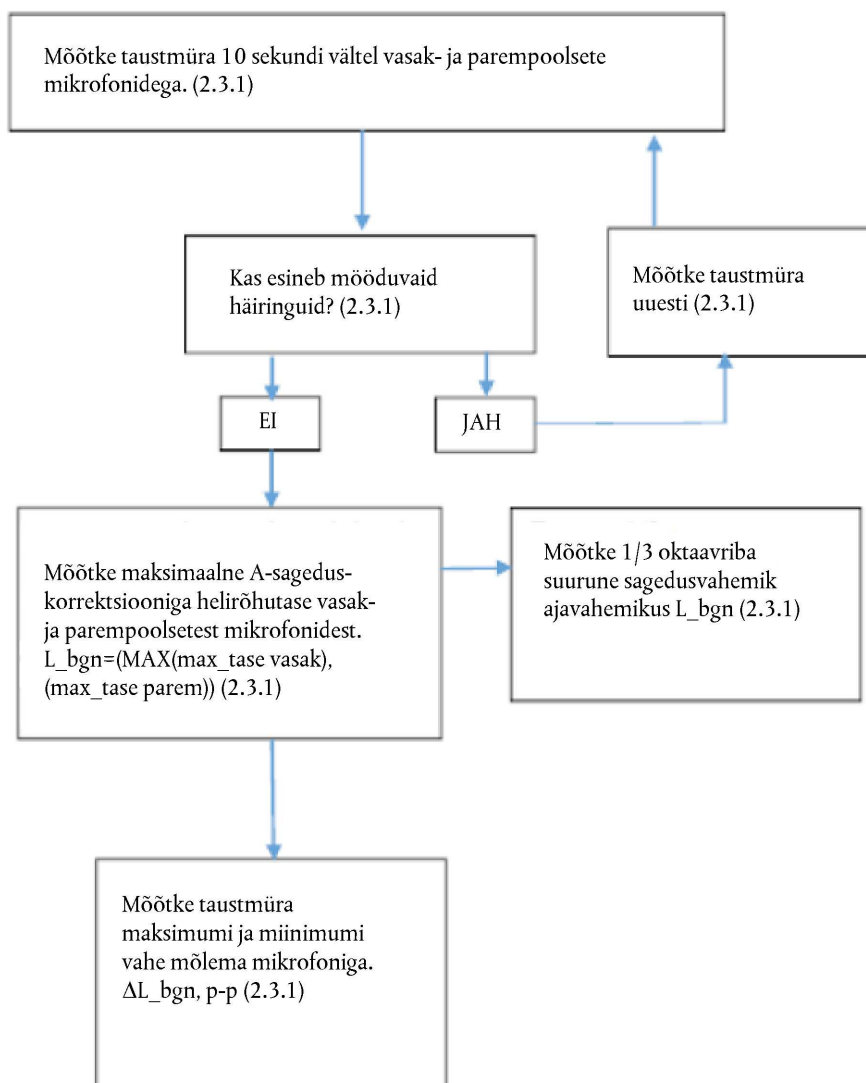 Mõõtke taustmüra 10 sekundi vältel vasak- ja parempoolsete
mikrofonidega. (2.3.1)
Kas esineb mööduvaid
häiringuid? (2.3.1)
Mõõtke taustmüra
uuesti (2.3.1)
EI
JAH
Mõõtke maksimaalne A-sagedus-
korrektsiooniga helirõhutase vasak-
ja parempoolsetest mikrofonidest.
L_bgn=(MAX(max_tase vasak),
(max_tase parem)) (2.3.1)
Mõõtke 1/3 oktaavriba
suurune sagedusvahemik
ajavahemikus L_bgn (2.3.1)
Mõõtke taustmüra
maksimumi ja miinimumi
vahe mõlema mikrofoniga.
ΔL_bgn, p-p (2.3.1)